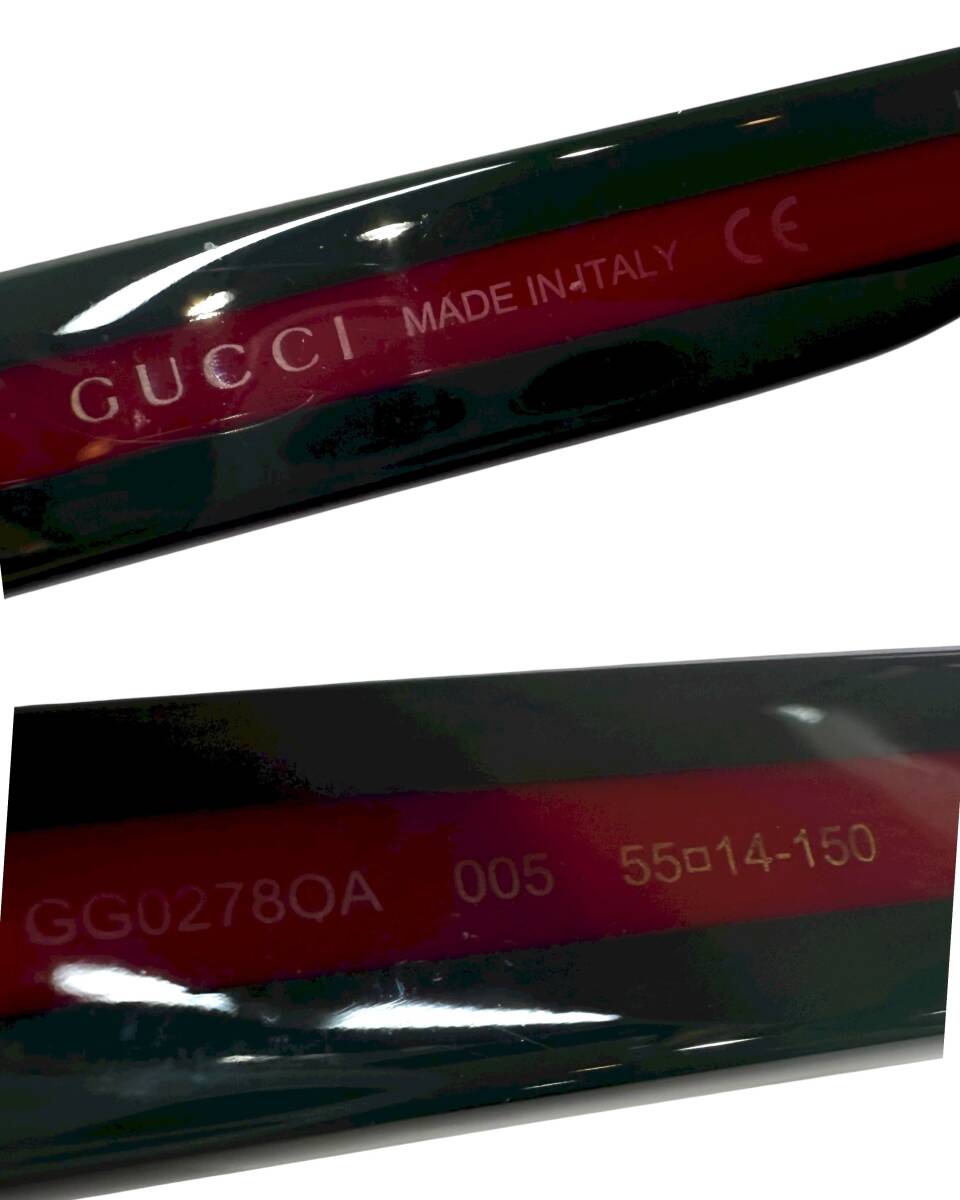 GUCCI MADE IN ITALY CE
GG0278OA 005 55□14-150